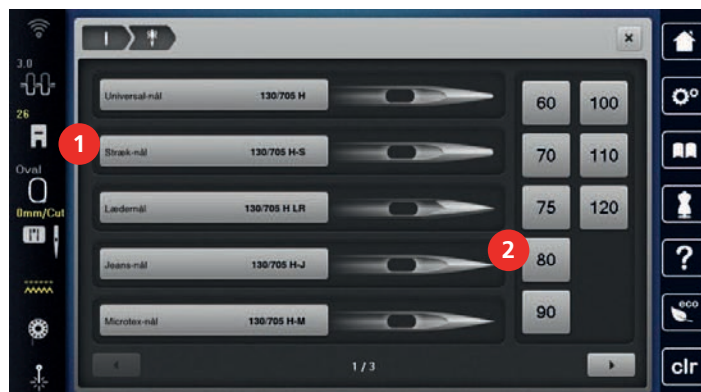 3.0
26
Oval
0mm/Cut
1
Universal-nål 130/705 H
Stræk-nål 130/705 H-S
Lædernål 130/705 H LR
Jeans-nål 130/705 H-J
Microtex-nål 130/705 H-M
1 / 3
2
60 100
70 110
75 120
80
90
?
eco
clr